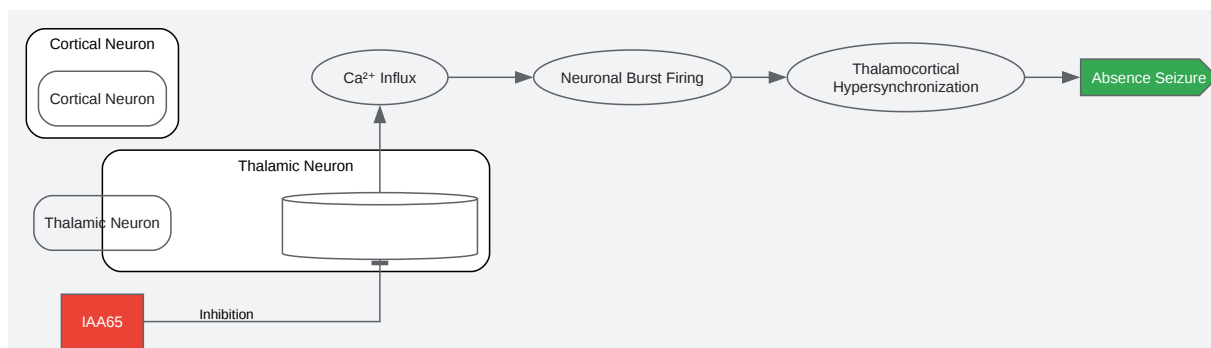 Cortical Neuron
Cortical Neuron
Ca²⁺ Influx
Neuronal Burst Firing
Thalamocortical
Hypersynchronization
Absence Seizure
Thalamic Neuron
Thalamic Neuron
IAA65
Inhibition